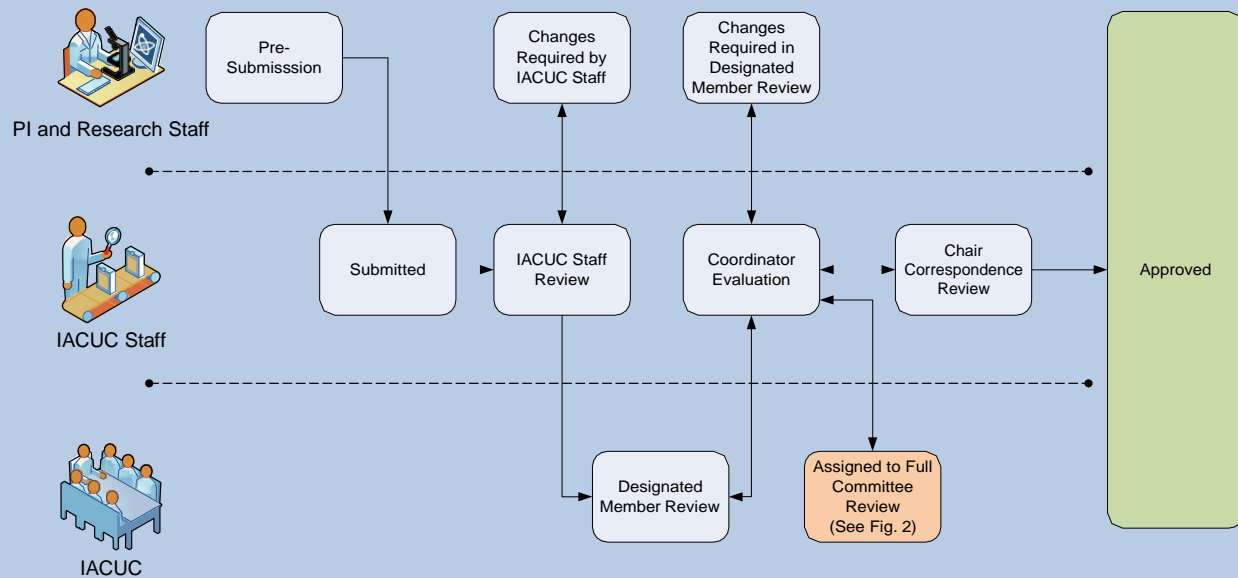 Pre-
Submisssion
Changes
Required by
IACUC Staff
Changes
Required in
Designated
Member Review
PI and Research Staff
Submitted
IACUC Staff
Review
Coordinator
Evaluation
Chair
Correspondence
Review
Approved
IACUC Staff
Designated
Member Review
Assigned to Full
Committee
Review
(See Fig. 2)
IACUC